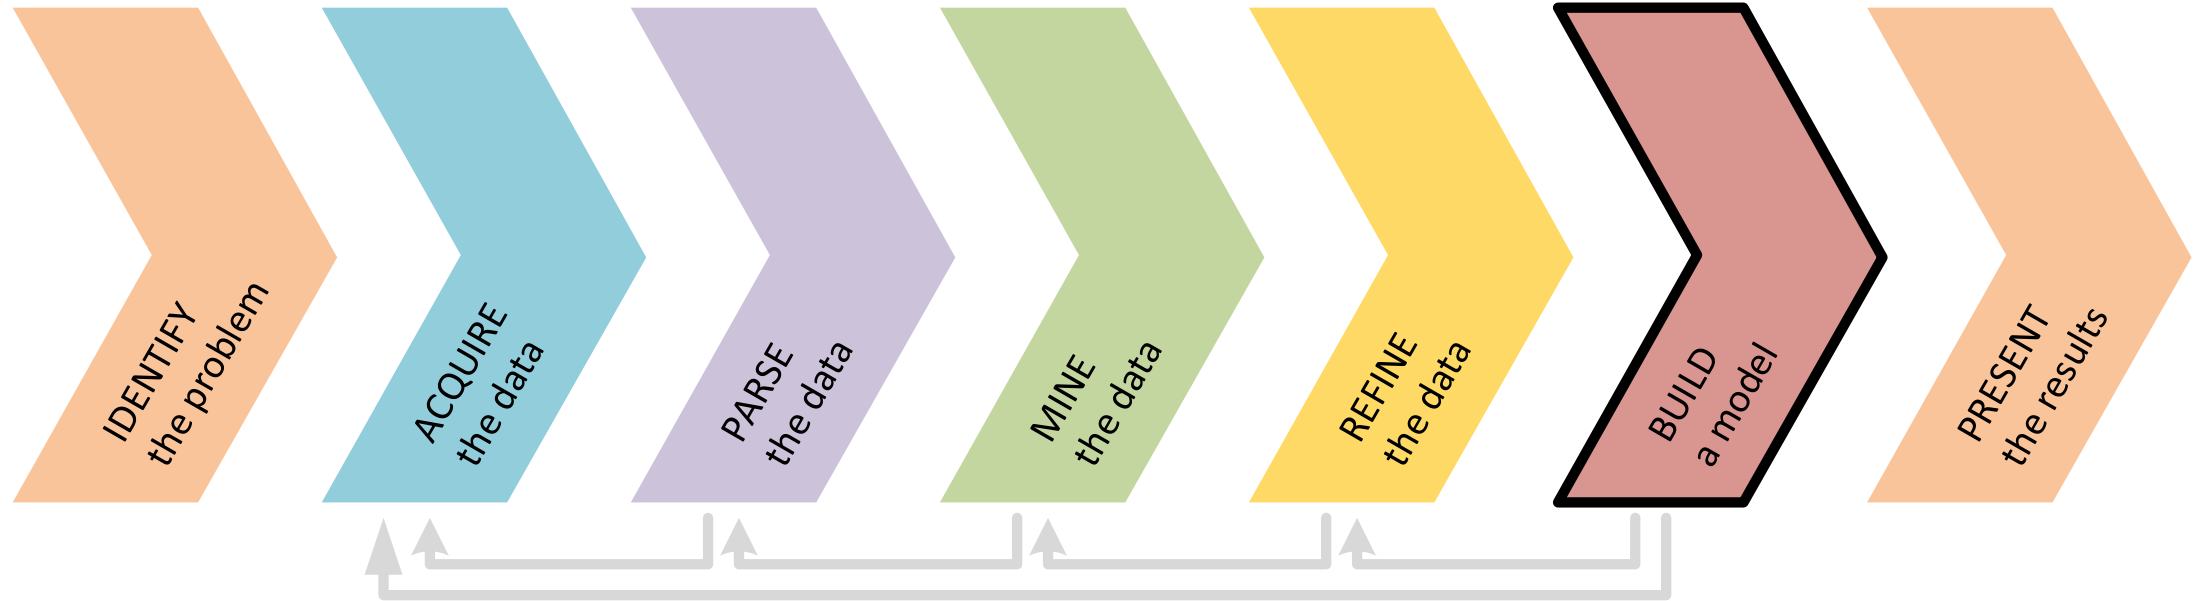 IDENTIFY
the problem
ACQUIRE
the data
PARSE
the data
MINE
the data
REFINE
the data
BUILD
a model
PRESENT
the results